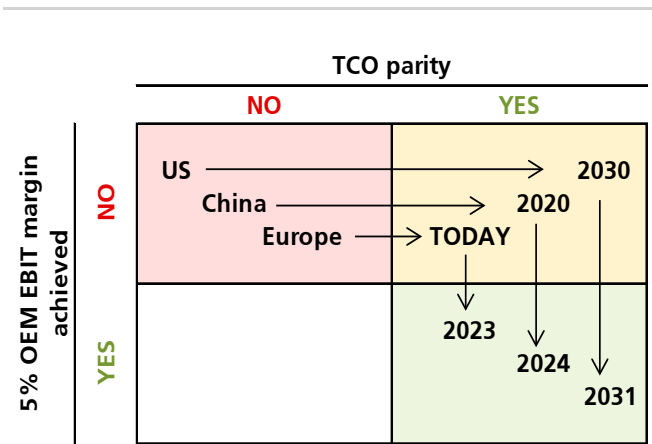 TCO parity
NO
YES
5% OEM EBIT margin
achieved
NO
YES
US
2030
China
2020
Europe
TODAY
2023
2024
2031